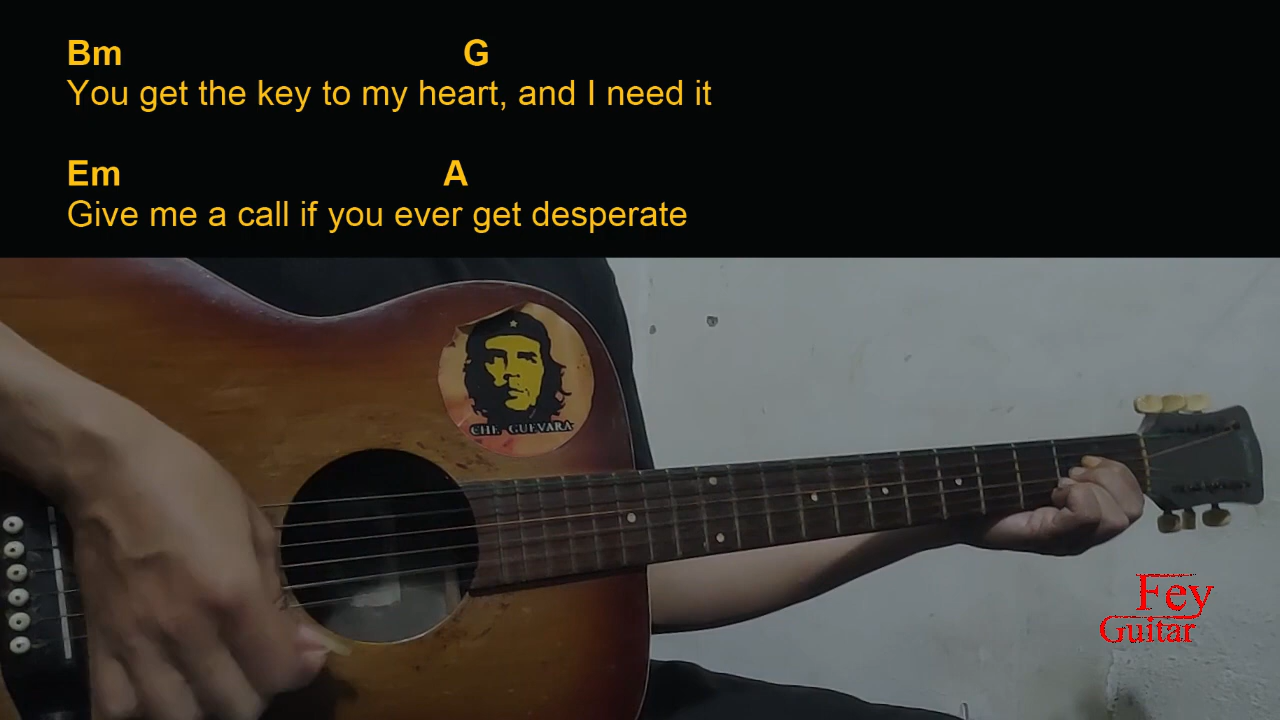 Bm G
You get the key to my heart, and I need it
Em A
Give me a call if you ever get desperate
CHE GUEVARA
Fey
Guitar